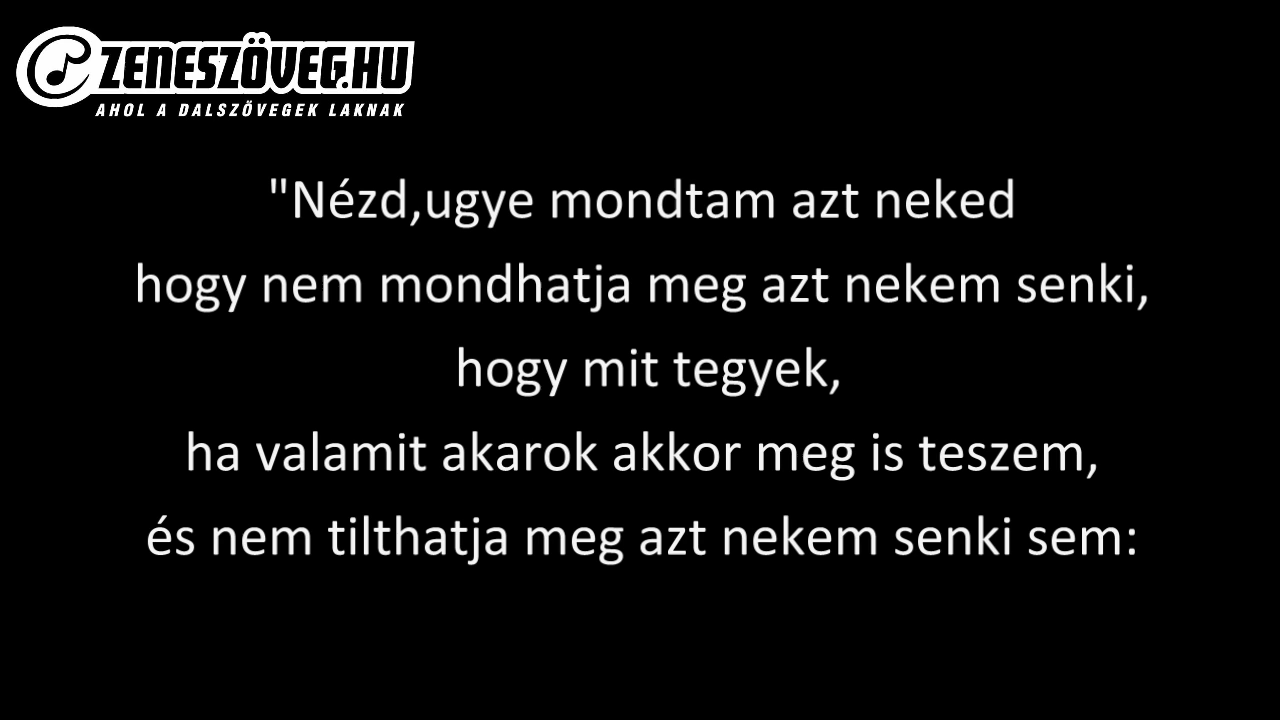 ZENESZÖVEG.HU
AHOL A DALSZÖVEGEK LAKNAK
"Nézd,ugye mondtam azt neked
hogy nem mondhatja meg azt nekem senki,
hogy mit tegyek,
ha valamit akarok akkor meg is teszem,
és nem tilthatja meg azt nekem senki sem: